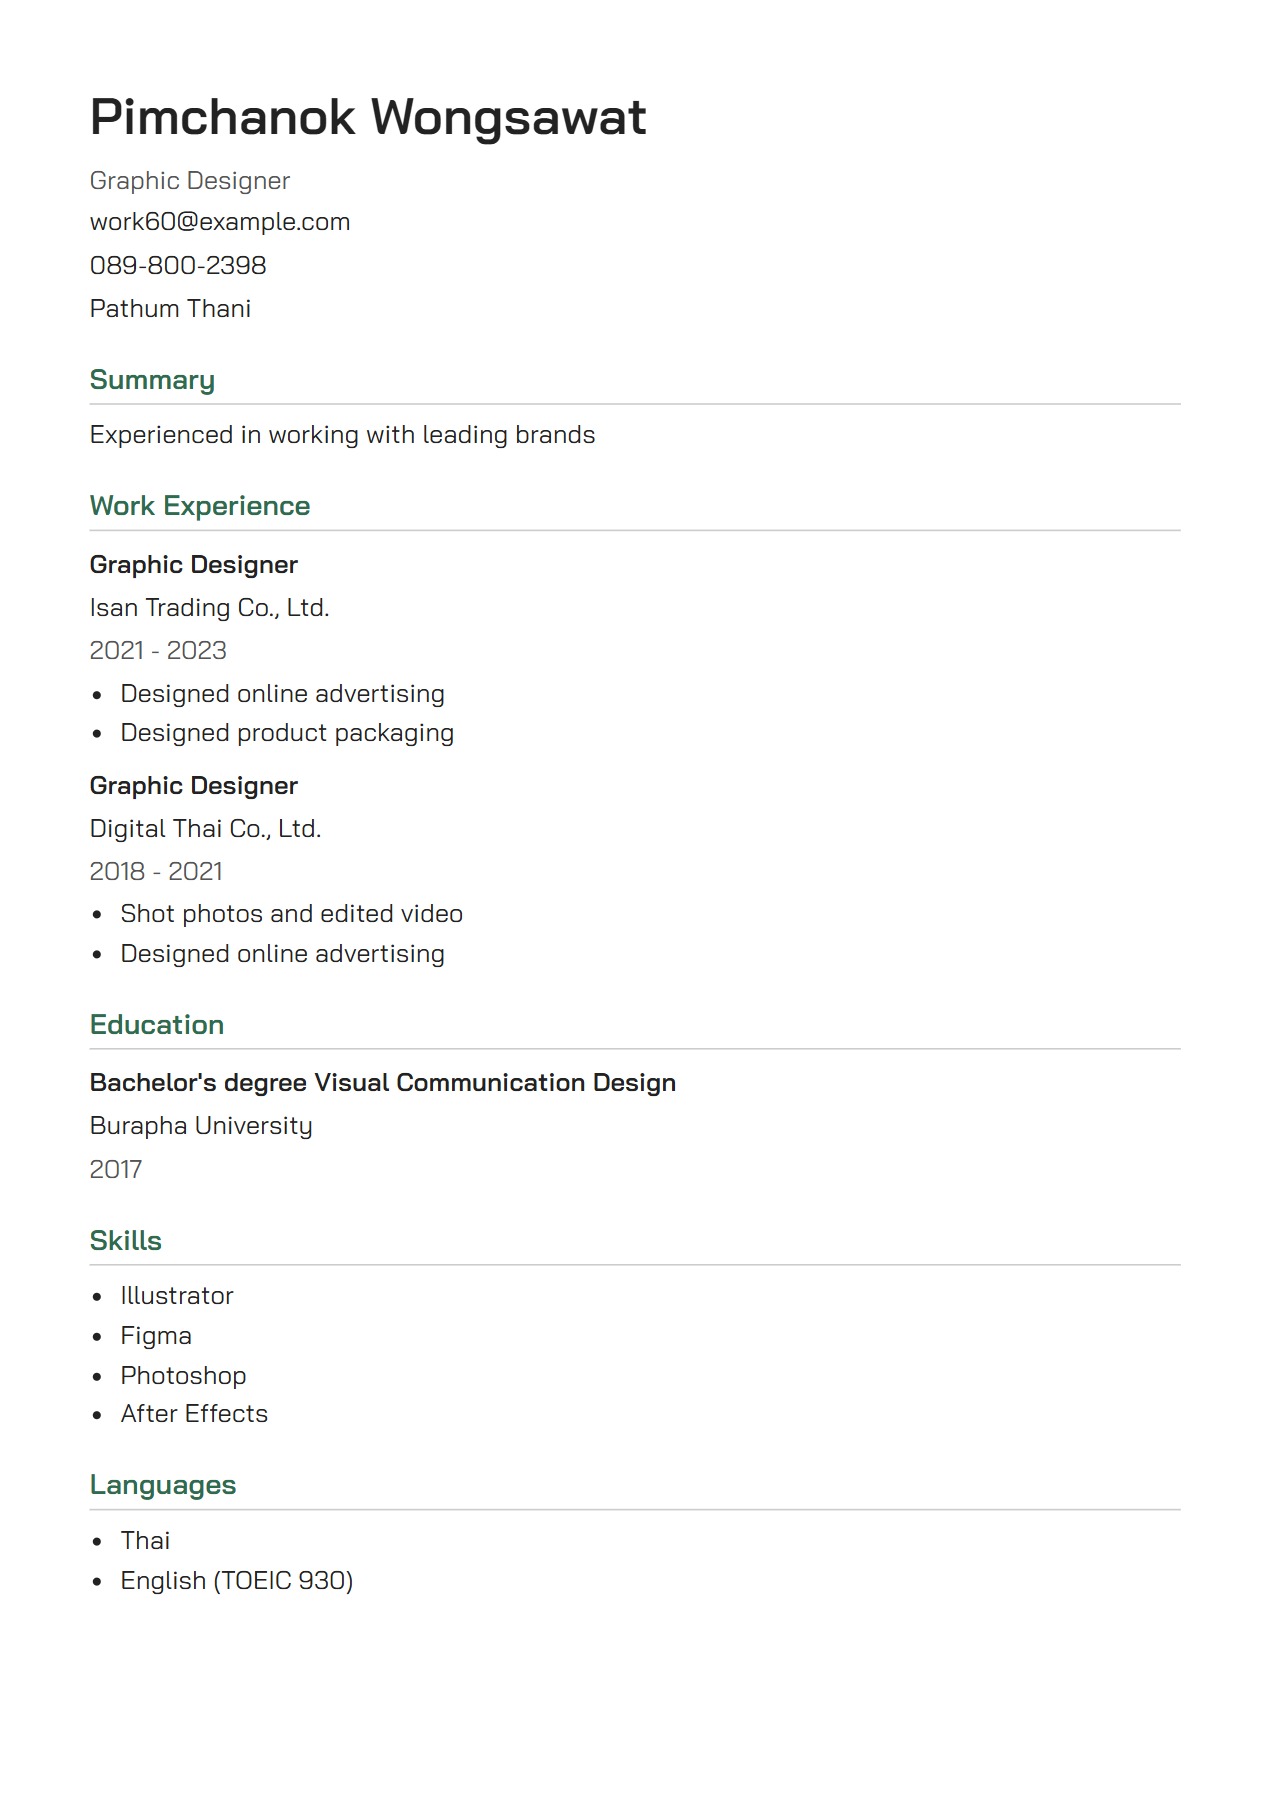 Pimchanok Wongsawat
Graphic Designer
work60@example.com
089-800-2398
Pathum Thani
Summary
Experienced in working with leading brands
Work Experience
Graphic Designer
Isan Trading Co., Ltd.
2021 - 2023
• Designed online advertising
• Designed product packaging
Graphic Designer
Digital Thai Co., Ltd.
2018 - 2021
• Shot photos and edited video
• Designed online advertising
Education
Bachelor's degree Visual Communication Design
Burapha University
2017
Skills
• Illustrator
• Figma
• Photoshop
• After Effects
Languages
• Thai
• English (TOEIC 930)